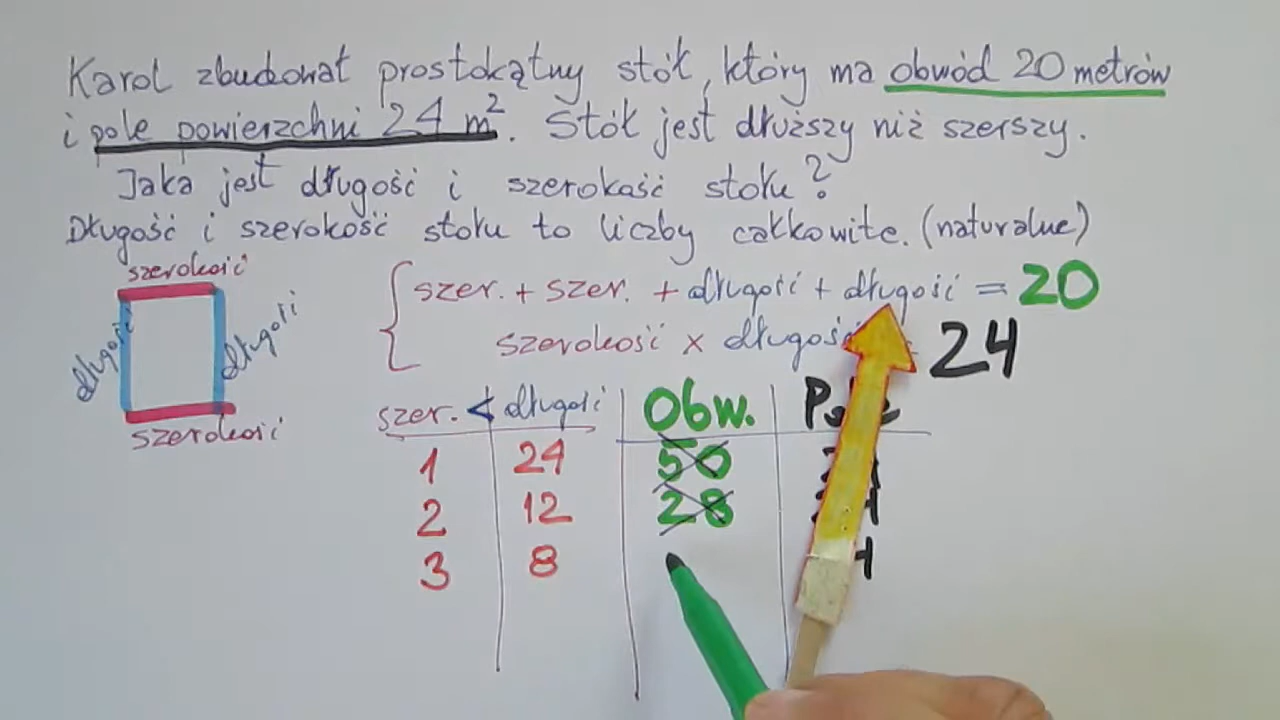 Karol zbudował prostokątny stół, który ma obwód 20 metrów
i pole powierzchni 24 m². Stół jest dłuższy niż szerszy.
Jaka jest długość i szerokość stołu?
Długość i szerokość stołu to liczby całkowite. (naturalne)
szerokość
długość
długość
szerokość
szer. + szer. + długość + długość = 20
szerokość x długość = 24
szer. < długość Obw. Pole
1 24 50
2 12 28
3 8